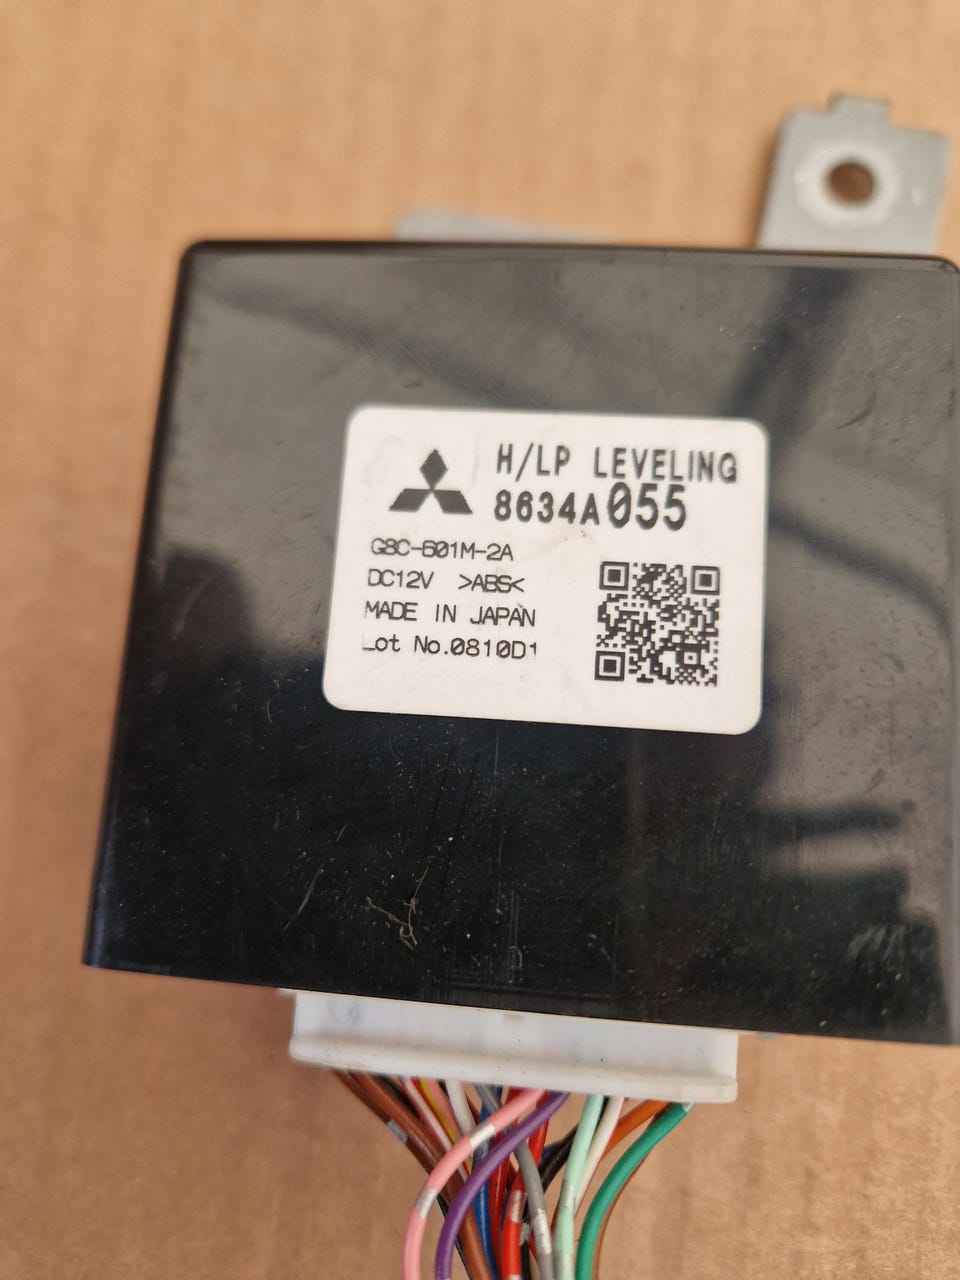 H/LP LEVELING
8634A055
G8C-601M-2A
DC12V >ABS<
MADE IN JAPAN
Lot No.0810D1